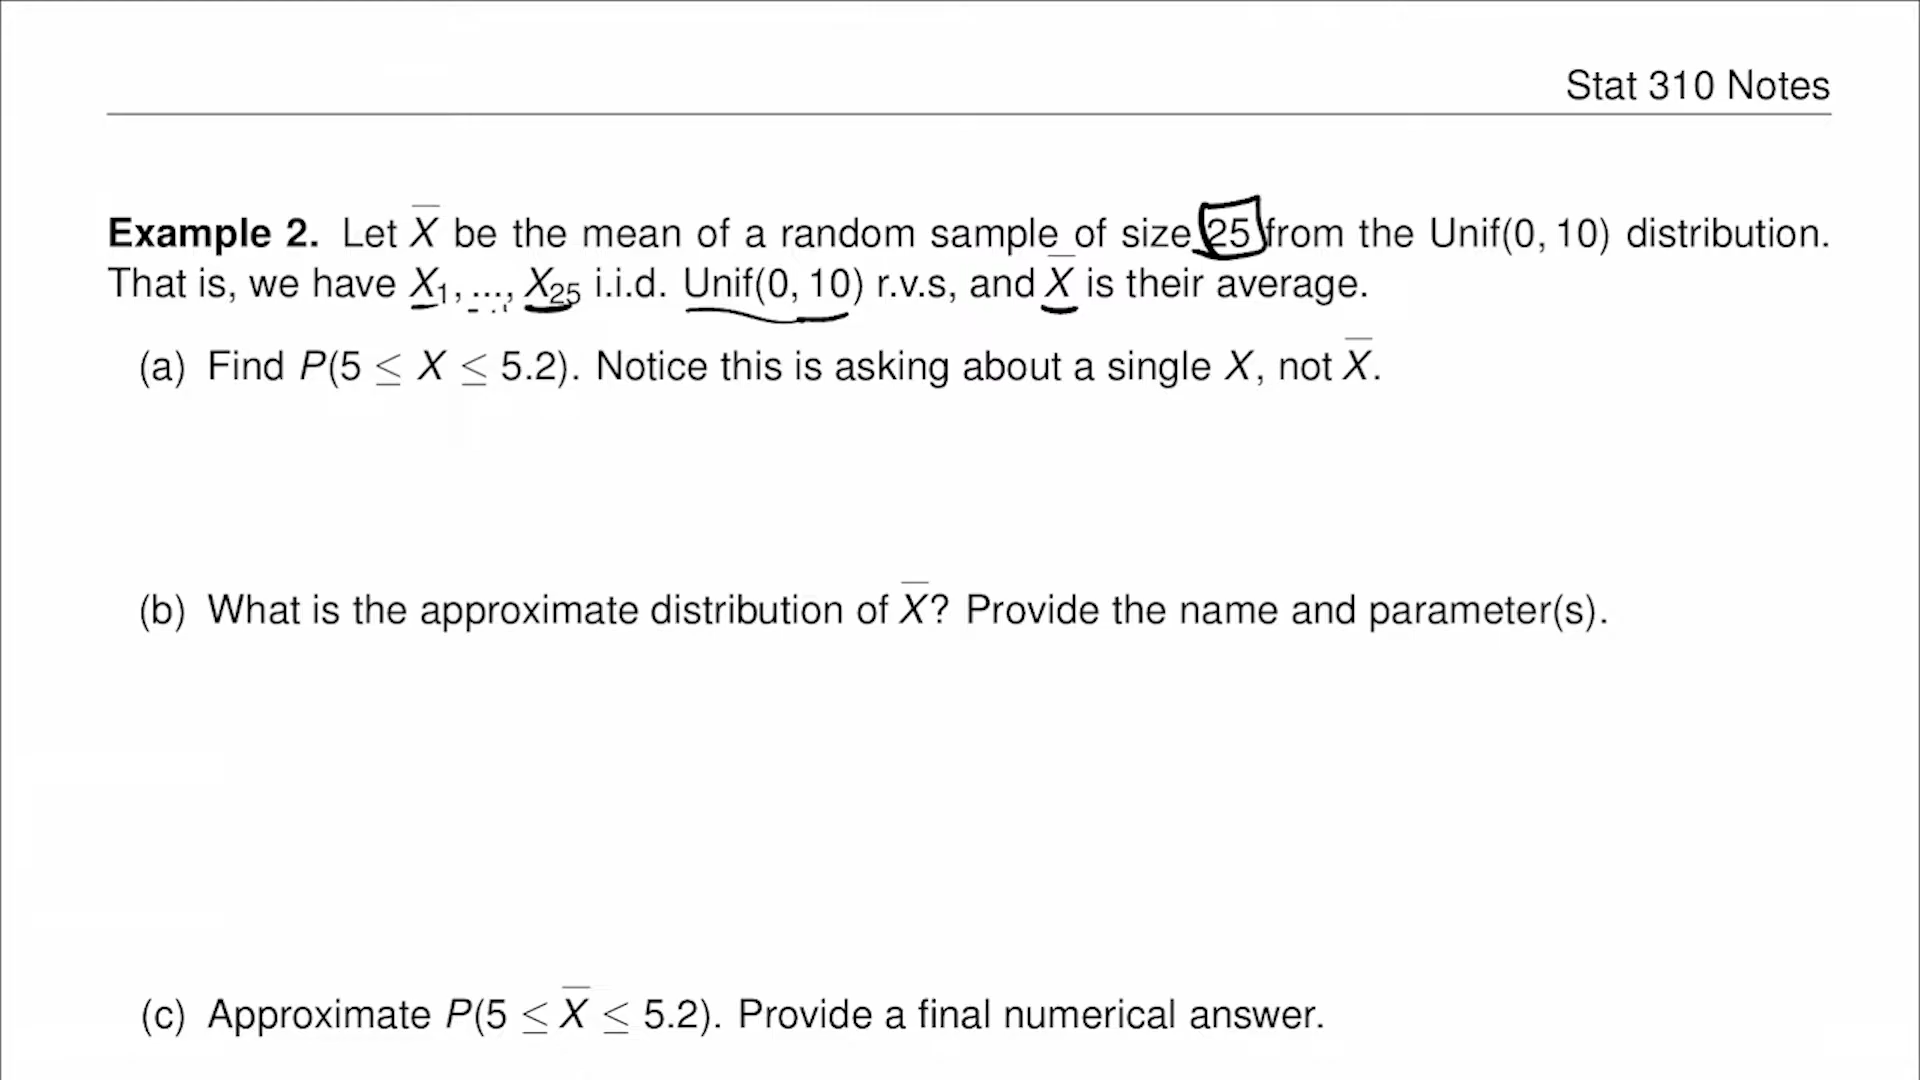 Stat 310 Notes
Example 2. Let X̅ be the mean of a random sample of size 25 from the Unif(0, 10) distribution.
That is, we have X₁, ..., X₂₅ i.i.d. Unif(0, 10) r.v.s, and X̅ is their average.
(a) Find P(5 ≤ X ≤ 5.2). Notice this is asking about a single X, not X̅.
(b) What is the approximate distribution of X̅? Provide the name and parameter(s).
(c) Approximate P(5 ≤ X̅ ≤ 5.2). Provide a final numerical answer.